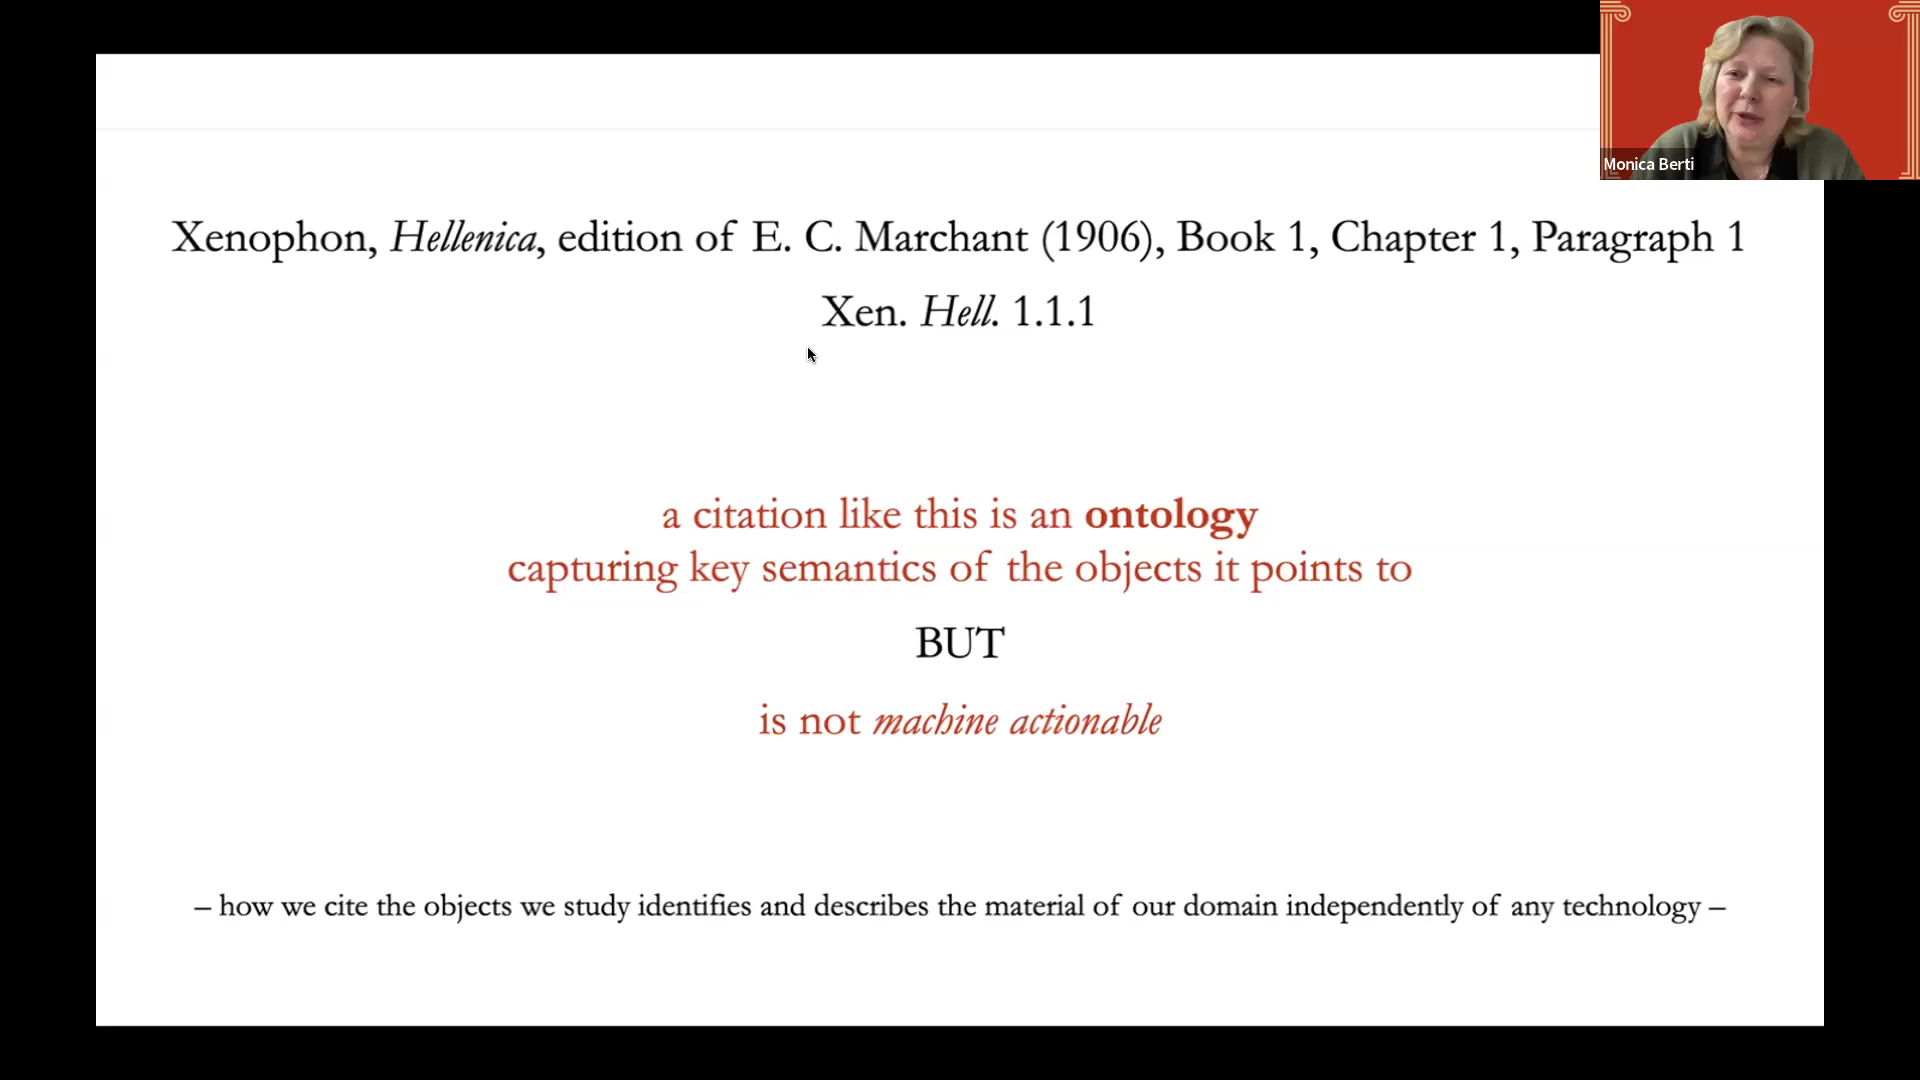 Monica Berti
Xenophon, Hellenica, edition of E. C. Marchant (1906), Book 1, Chapter 1, Paragraph 1
Xen. Hell. 1.1.1
a citation like this is an ontology
capturing key semantics of the objects it points to
BUT
is not machine actionable
– how we cite the objects we study identifies and describes the material of our domain independently of any technology –